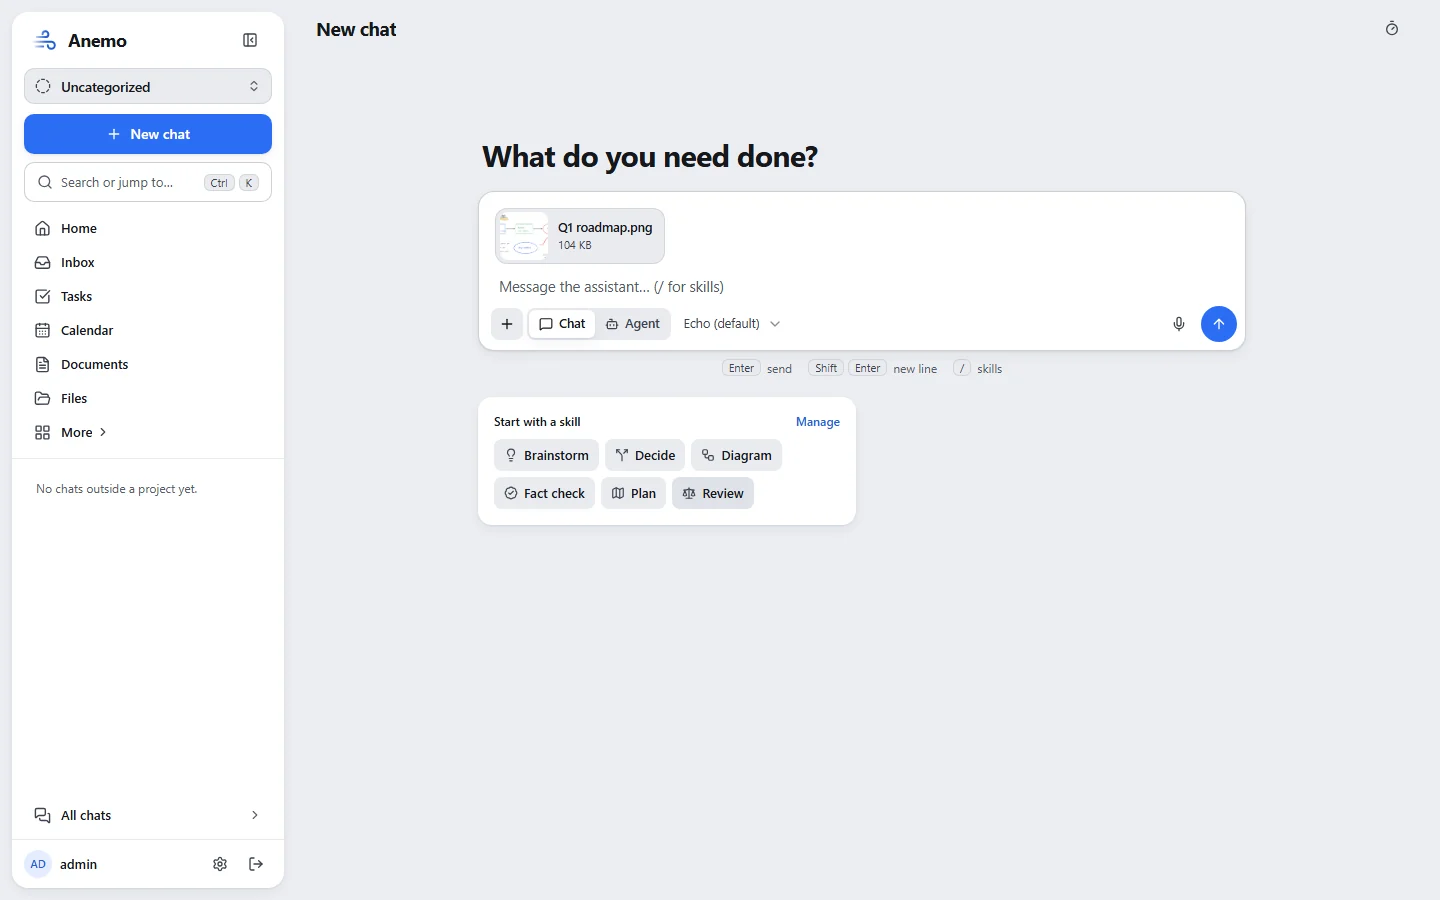 Anemo
Uncategorized
New chat
Search or jump to... Ctrl K
Home
Inbox
Tasks
Calendar
Documents
Files
More
No chats outside a project yet.
All chats
AD admin
New chat
What do you need done?
Q1 roadmap.png
104 KB
Message the assistant... (/ for skills)
Chat Agent Echo (default)
Enter send Shift Enter new line / skills
Start with a skill Manage
Brainstorm Decide Diagram
Fact check Plan Review